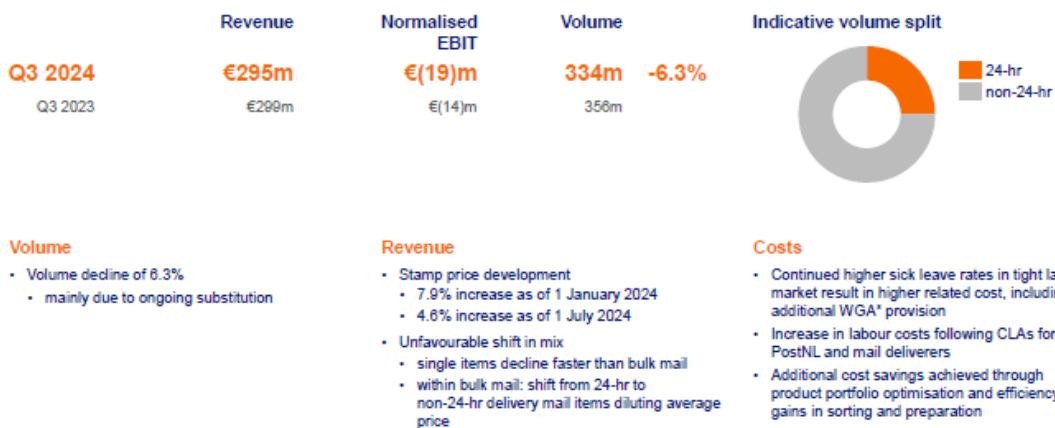 Revenue
Normalised
EBIT
Volume
Indicative volume split
Q3 2024 €295m €(19)m 334m -6.3%
Q3 2023 €299m €(14)m 356m
24-hr
non-24-hr
Volume
• Volume decline of 6.3%
• mainly due to ongoing substitution
Revenue
• Stamp price development
• 7.9% increase as of 1 January 2024
• 4.6% increase as of 1 July 2024
• Unfavourable shift in mix
• single items decline faster than bulk mail
• within bulk mail: shift from 24-hr to
non-24-hr delivery mail items diluting average
price
Costs
• Continued higher sick leave rates in tight
market result in higher related cost,
additional WGA* provision
• Increase in labour costs following CLAs for
PostNL and mail deliverers
• Additional cost savings achieved through
product portfolio optimisation and efficiency
gains in sorting and preparation